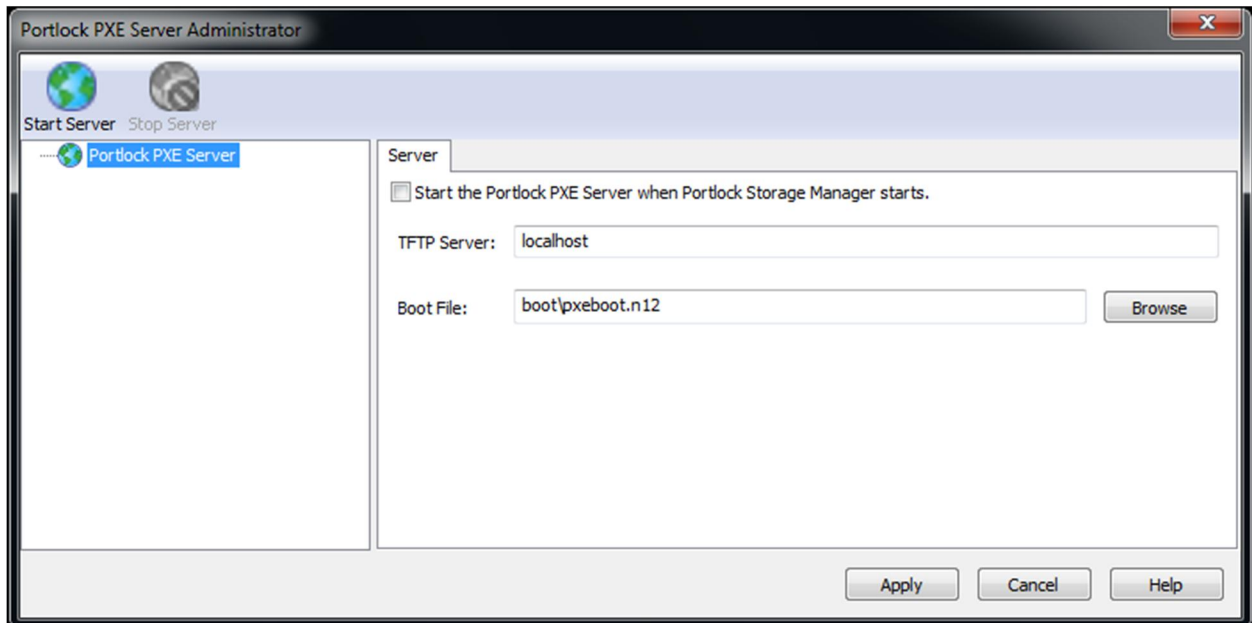 Portlock PXE Server Administrator
Start Server Stop Server
Portlock PXE Server
Server
Start the Portlock PXE Server when Portlock Storage Manager starts.
TFTP Server: localhost
Boot File: boot\pxeboot.n12 Browse
Apply Cancel Help